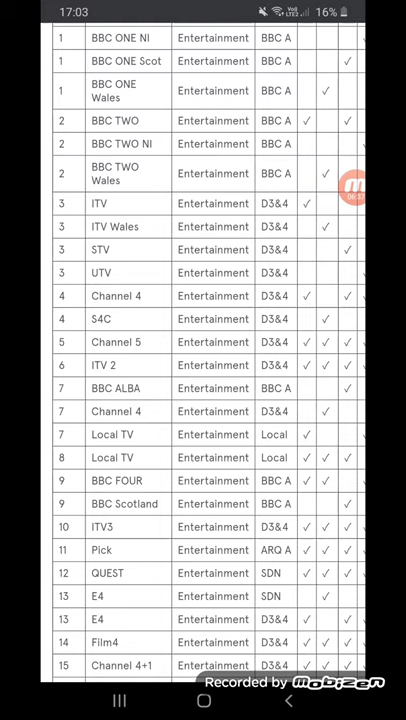 17:03 Vo) LTE2 16%
1 BBC ONE NI Entertainment BBC A
1 BBC ONE Scot Entertainment BBC A ✓
1 BBC ONE Wales Entertainment BBC A ✓
2 BBC TWO Entertainment BBC A ✓ ✓
2 BBC TWO NI Entertainment BBC A
2 BBC TWO Wales Entertainment BBC A ✓
3 ITV Entertainment D3&4 ✓
06:37
3 ITV Wales Entertainment D3&4 ✓
3 STV Entertainment D3&4 ✓
3 UTV Entertainment D3&4
4 Channel 4 Entertainment D3&4 ✓ ✓
4 S4C Entertainment D3&4 ✓
5 Channel 5 Entertainment D3&4 ✓ ✓ ✓
6 ITV 2 Entertainment D3&4 ✓ ✓ ✓
7 BBC ALBA Entertainment BBC A ✓
7 Channel 4 Entertainment D3&4 ✓
7 Local TV Entertainment Local ✓
8 Local TV Entertainment Local ✓ ✓ ✓
9 BBC FOUR Entertainment BBC A ✓ ✓
9 BBC Scotland Entertainment BBC A ✓
10 ITV3 Entertainment D3&4 ✓ ✓ ✓
11 Pick Entertainment ARQ A ✓ ✓ ✓
12 QUEST Entertainment SDN ✓ ✓ ✓
13 E4 Entertainment SDN ✓
13 E4 Entertainment D3&4 ✓ ✓
14 Film4 Entertainment D3&4 ✓ ✓ ✓
15 Channel 4+1 Entertainment D3&4 ✓ ✓ ✓
Recorded by Mobizen